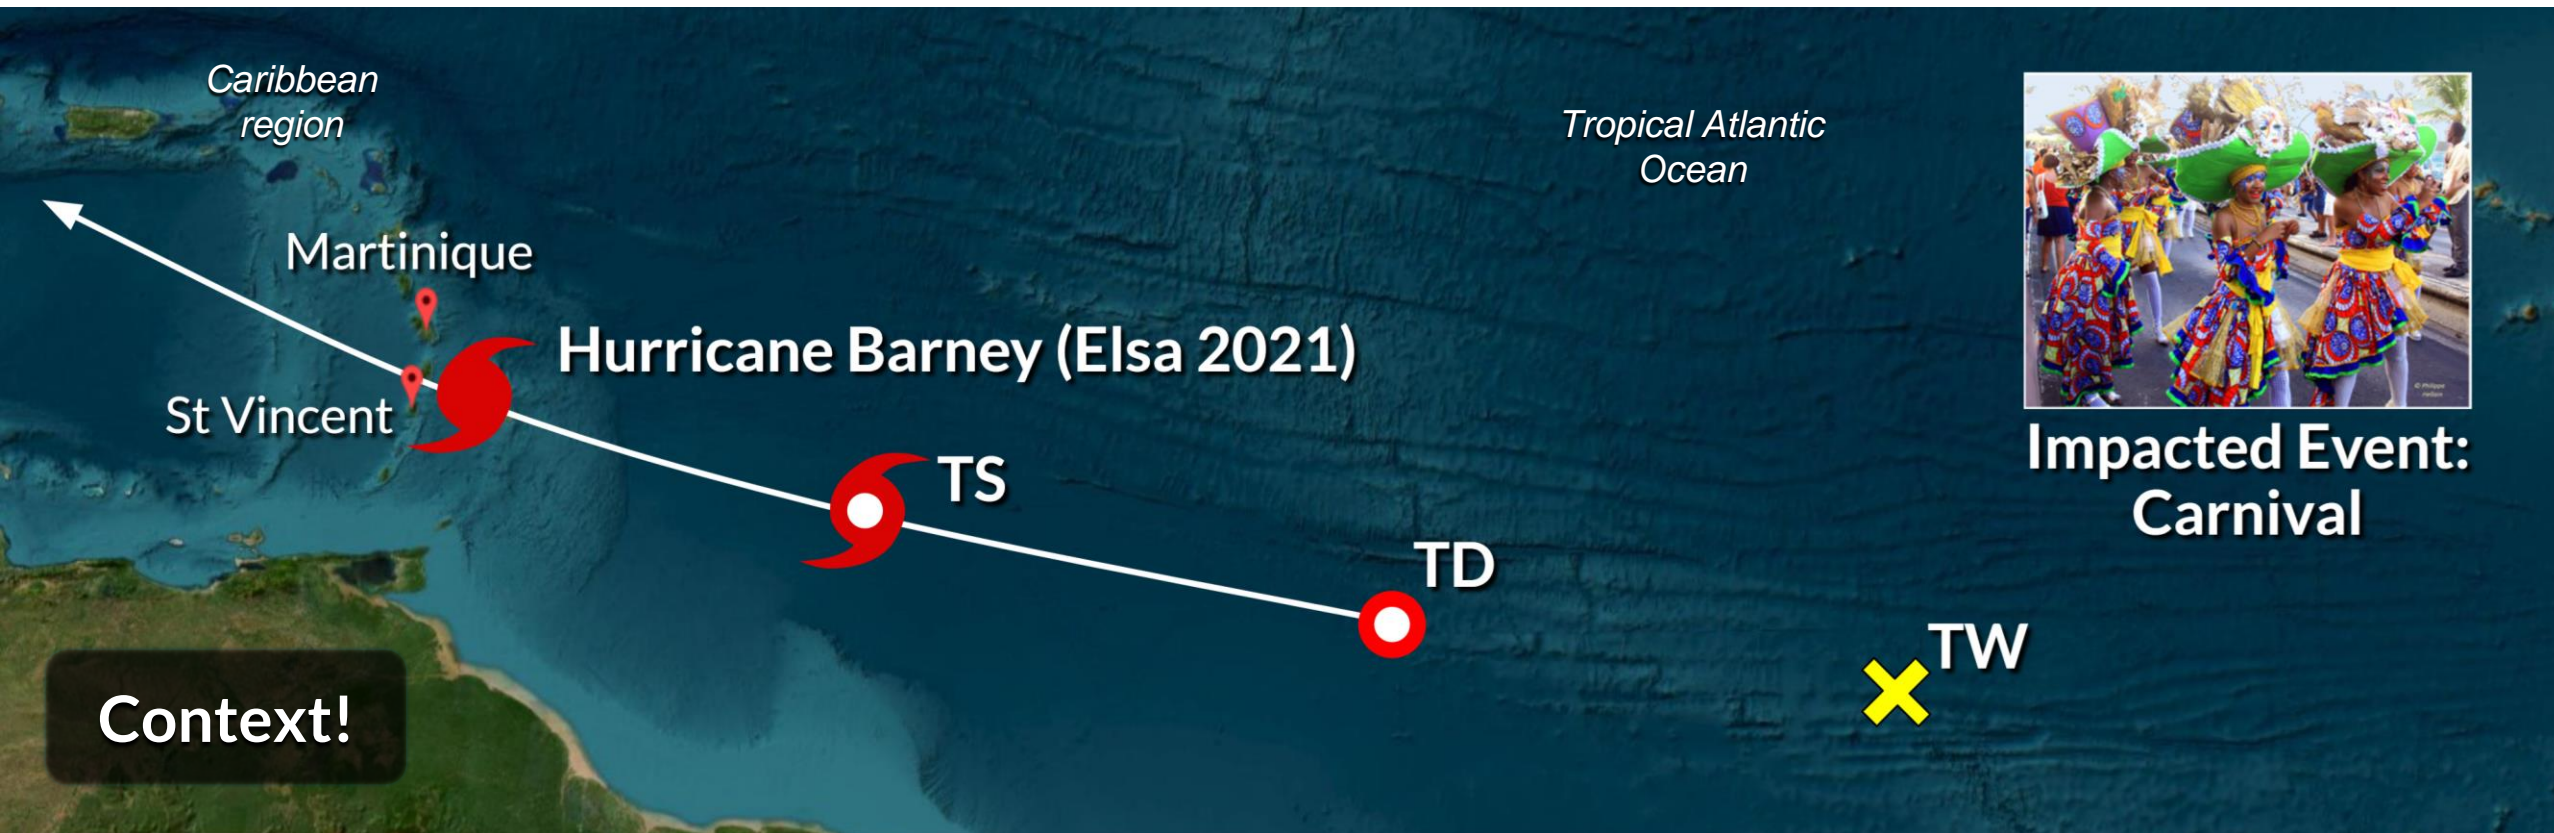 Caribbean
region
Tropical Atlantic
Ocean
Martinique
Hurricane Barney (Elsa 2021)
St Vincent
TS
TD
TW
Impacted Event:
Carnival
Context!